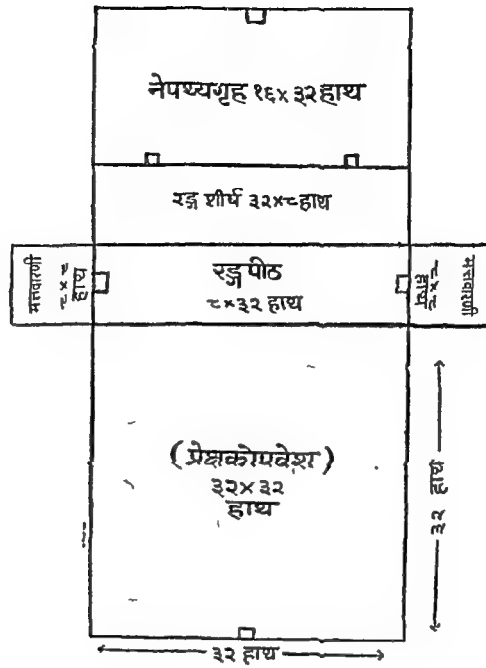 नेपथ्यगृह १६× ३२ हाथ
रङ्ग शीर्ष ३२×८ हाथ
मत्तवारणी
८×८
हाथ
रङ्ग पीठ
८×३२ हाथ
मत्तवारणी
८×८
हाथ
(प्रेक्षकोपवेश)
३२×३२
हाथ
३२ हाथ
३२ हाथ